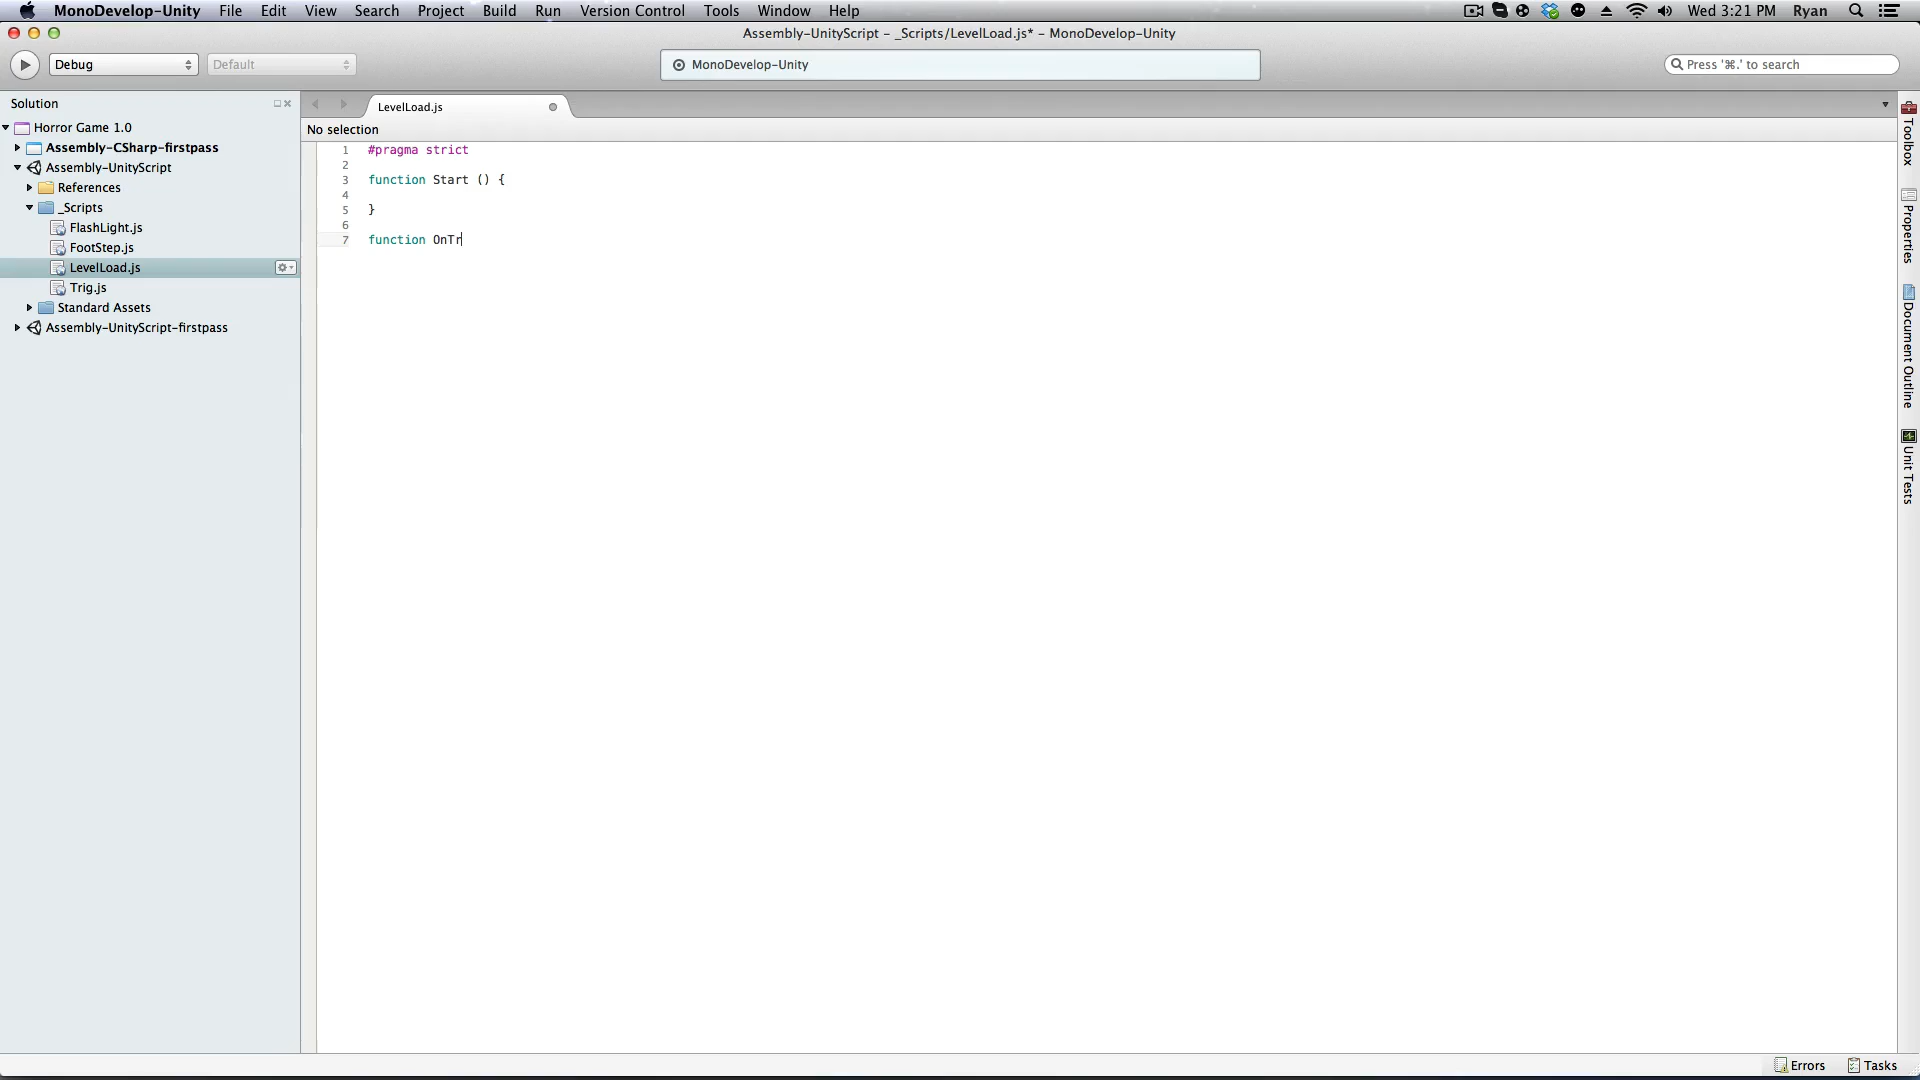 MonoDevelop-Unity File Edit View Search Project Build Run Version Control Tools Window Help Wed 3:21 PM Ryan
Assembly-UnityScript – _Scripts/LevelLoad.js* – MonoDevelop-Unity
Debug Default MonoDevelop-Unity Press '⌘.' to search
Solution
LevelLoad.js
No selection
Horror Game 1.0
Assembly-CSharp-firstpass
Assembly-UnityScript
References
_Scripts
FlashLight.js
FootStep.js
LevelLoad.js
Trig.js
Standard Assets
Assembly-UnityScript-firstpass
1 #pragma strict
2
3 function Start () {
4
5 }
6
7 function OnTr
Toolbox
Properties
Document Outline
Unit Tests
Errors Tasks